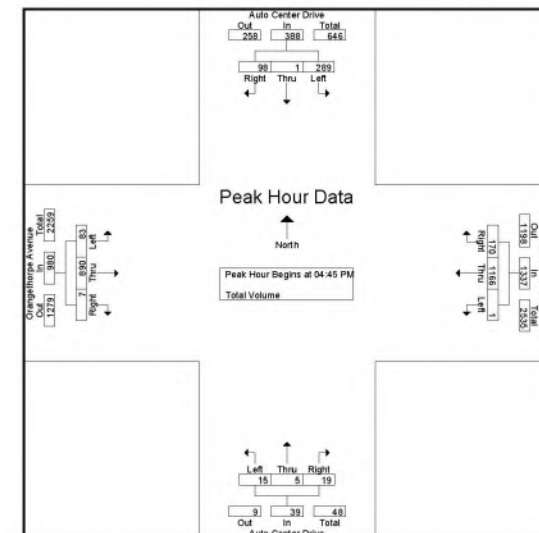 Auto Center Drive
Out In Total
258 388 646
98 1 289
Right Thru Left
Peak Hour Data
North
Peak Hour Begins at 04:45 PM
Total Volume
Orangethorpe Avenue
Out In Total
1279 980 2259
7 890 83
Right Thru Left
Out In Total
1198 1337 2535
170 1166 1
Right Thru Left
Left Thru Right
15 5 19
9 39 48
Out In Total
Auto Center Drive